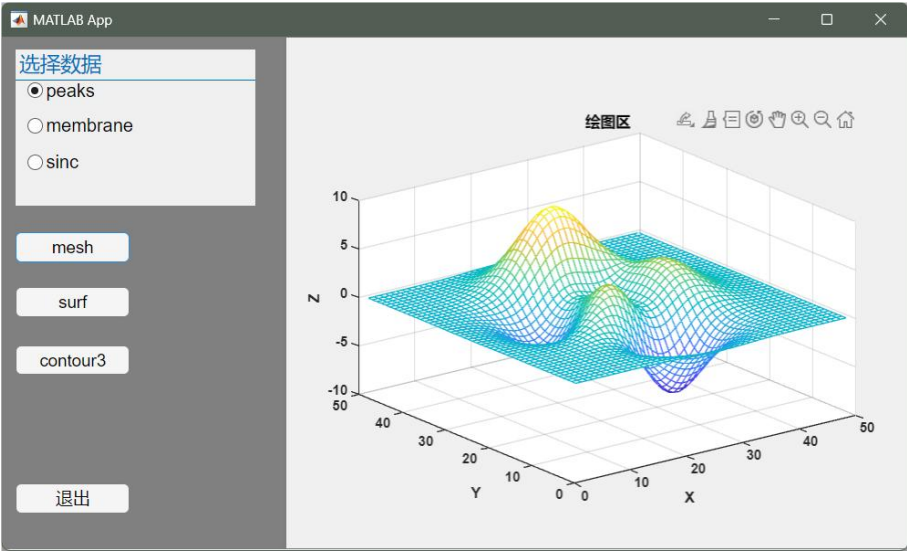 MATLAB App
选择数据
peaks
membrane
sinc
mesh
surf
contour3
退出
绘图区
10
5
0
-5
-10
Z
50
40
30
20
10
0
Y
0
10
20
30
40
50
X